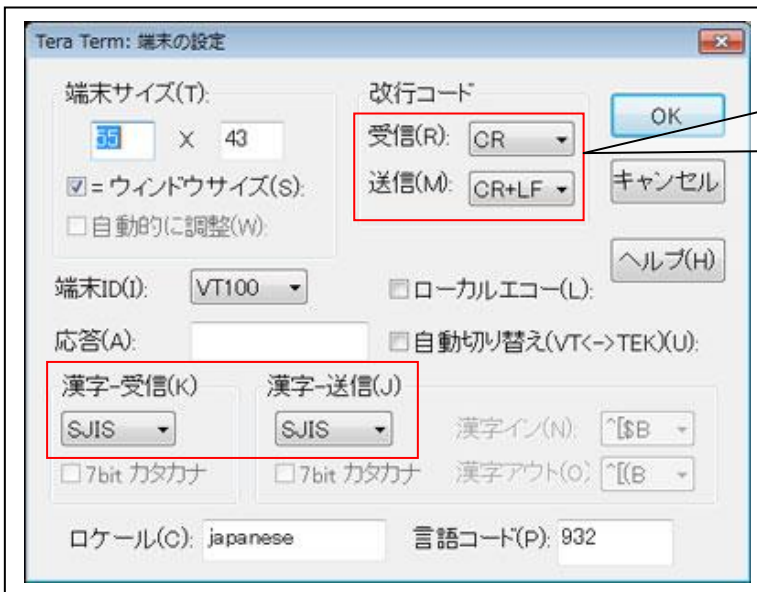 Tera Term: 端末の設定
端末サイズ(T):
55 X 43
☑= ウィンドウサイズ(S):
自動的に調整(W):
改行コード
受信(R): CR
送信(M): CR+LF
OK
キャンセル
ヘルプ(H)
端末ID(I): VT100
ローカルエコー(L):
応答(A):
自動切り替え(VT<->TEK)(U):
漢字-受信(K)
SJIS
7bit カタカナ
漢字-送信(J)
SJIS
7bit カタカナ
漢字イン(N): ^[$B
漢字アウト(O) ^[(B
ロケール(C): japanese
言語コード(P): 932